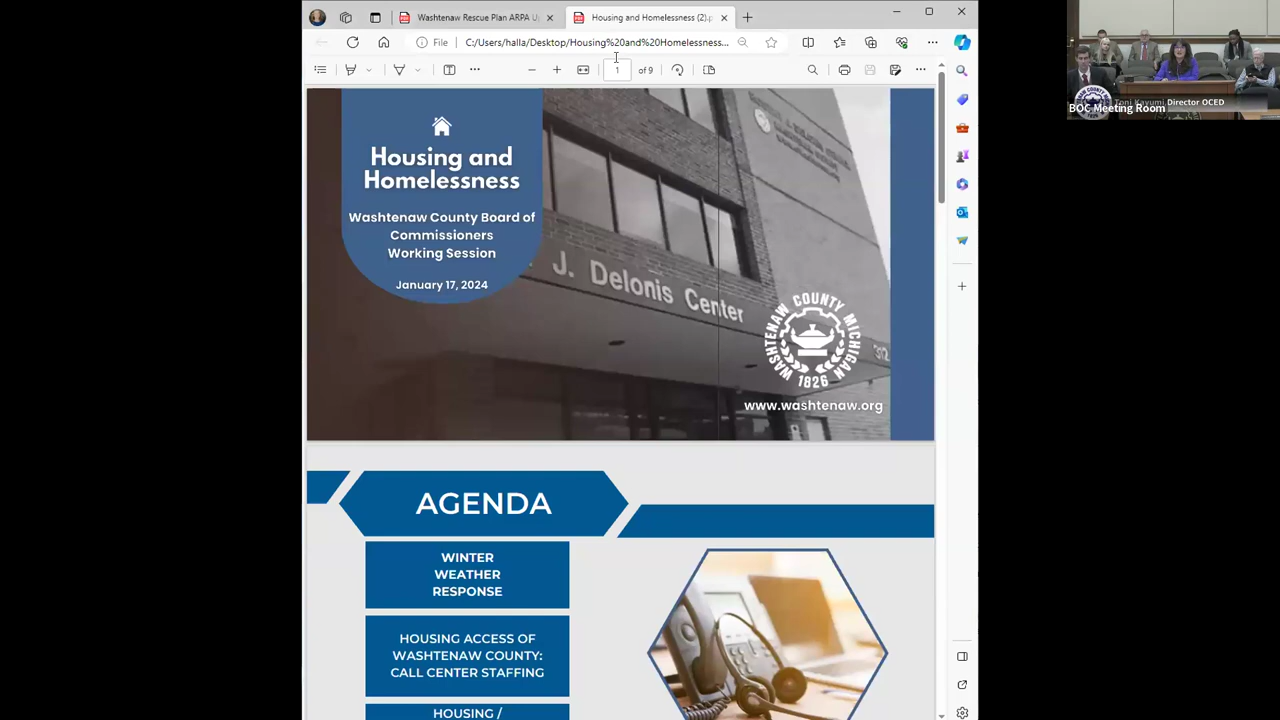 Washtenaw Rescue Plan ARPA U
Housing and Homelessness (2).p
File
C:/Users/halla/Desktop/Housing%20and%20Homelessness...
1
of 9
Housing and
Homelessness
Washtenaw County Board of
Commissioners
Working Session
January 17, 2024
J. Delonis Center
312
WASHTENAW COUNTY MICHIGAN
1826
www.washtenaw.org
AGENDA
WINTER
WEATHER
RESPONSE
HOUSING ACCESS OF
WASHTENAW COUNTY:
CALL CENTER STAFFING
HOUSING /
Toni Kayumi Director OCED
BOC Meeting Room